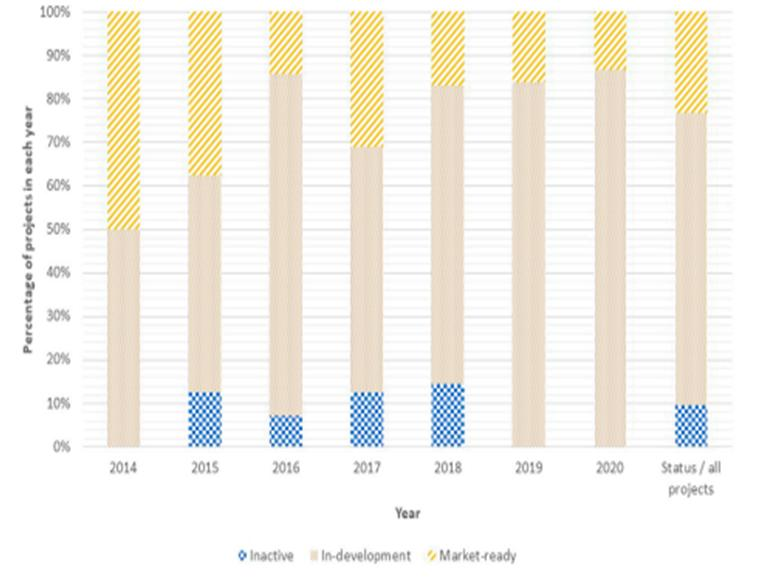 Percentage of projects in each year
100%
90%
80%
70%
60%
50%
40%
30%
20%
10%
0%
2014 2015 2016 2017 2018 2019 2020 Status / all
projects
Year
Inactive In-development Market-ready